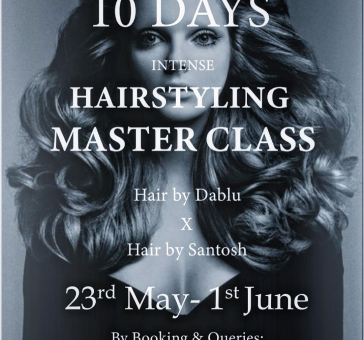 10 DAYS
INTENSE
HAIRSTYLING
MASTER CLASS
Hair by Dablu
X
Hair by Santosh
23rd May- 1st June
By Booking & Queries: